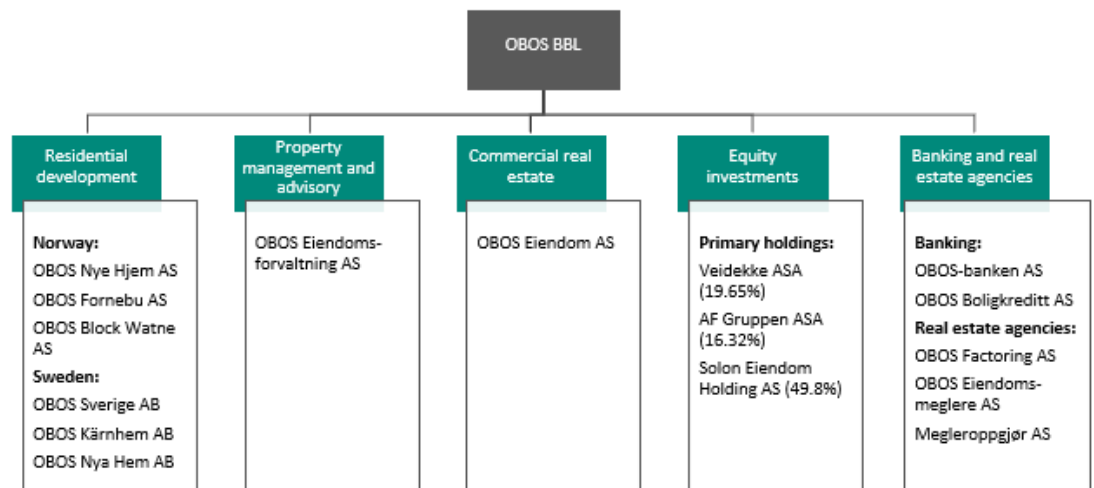 OBOS BBL
Residential
development
Norway:
OBOS Nye Hjem AS
OBOS Fornebu AS
OBOS Block Watne
AS
Sweden:
OBOS Sverige AB
OBOS Kärnhem AB
OBOS Nya Hem AB
Property
management and
advisory
OBOS Eiendoms-
forvaltning AS
Commercial real
estate
OBOS Eiendom AS
Equity
investments
Primary holdings:
Veidekke ASA
(19.65%)
AF Gruppen ASA
(16.32%)
Solon Eiendom
Holding AS (49.8%)
Banking and real
estate agencies
Banking:
OBOS-banken AS
OBOS Boligkreditt AS
Real estate agencies:
OBOS Factoring AS
OBOS Eiendoms-
meglere AS
Megleroppgjør AS